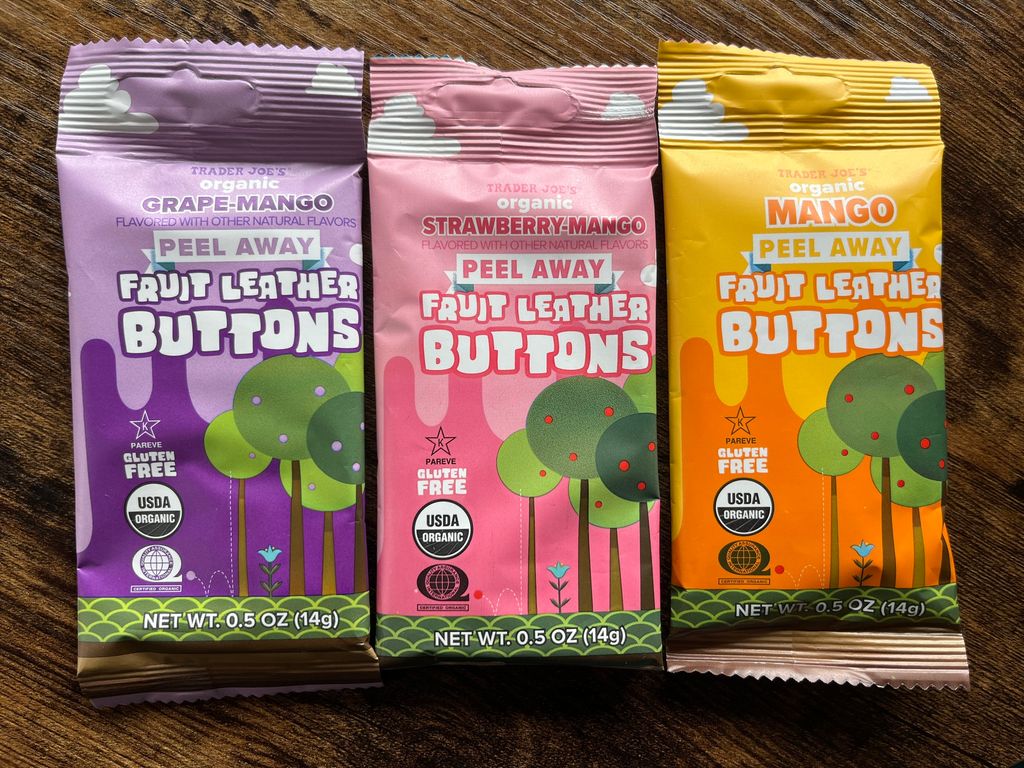 TRADER JOE'S
organic
GRAPE-MANGO
FLAVORED WITH OTHER NATURAL FLAVORS
PEEL AWAY
FRUIT LEATHER
BUTTONS
K
PAREVE
GLUTEN
FREE
USDA
ORGANIC
CERTIFIED ORGANIC
NET WT. 0.5 OZ (14g)
TRADER JOE'S
organic
STRAWBERRY-MANGO
FLAVORED WITH OTHER NATURAL FLAVORS
PEEL AWAY
FRUIT LEATHER
BUTTONS
K
PAREVE
GLUTEN
FREE
USDA
ORGANIC
CERTIFIED ORGANIC
NET WT. 0.5 OZ (14g)
TRADER JOE'S
organic
MANGO
PEEL AWAY
FRUIT LEATHER
BUTTONS
K
PAREVE
GLUTEN
FREE
USDA
ORGANIC
CERTIFIED ORGANIC
NET WT. 0.5 OZ (14g)